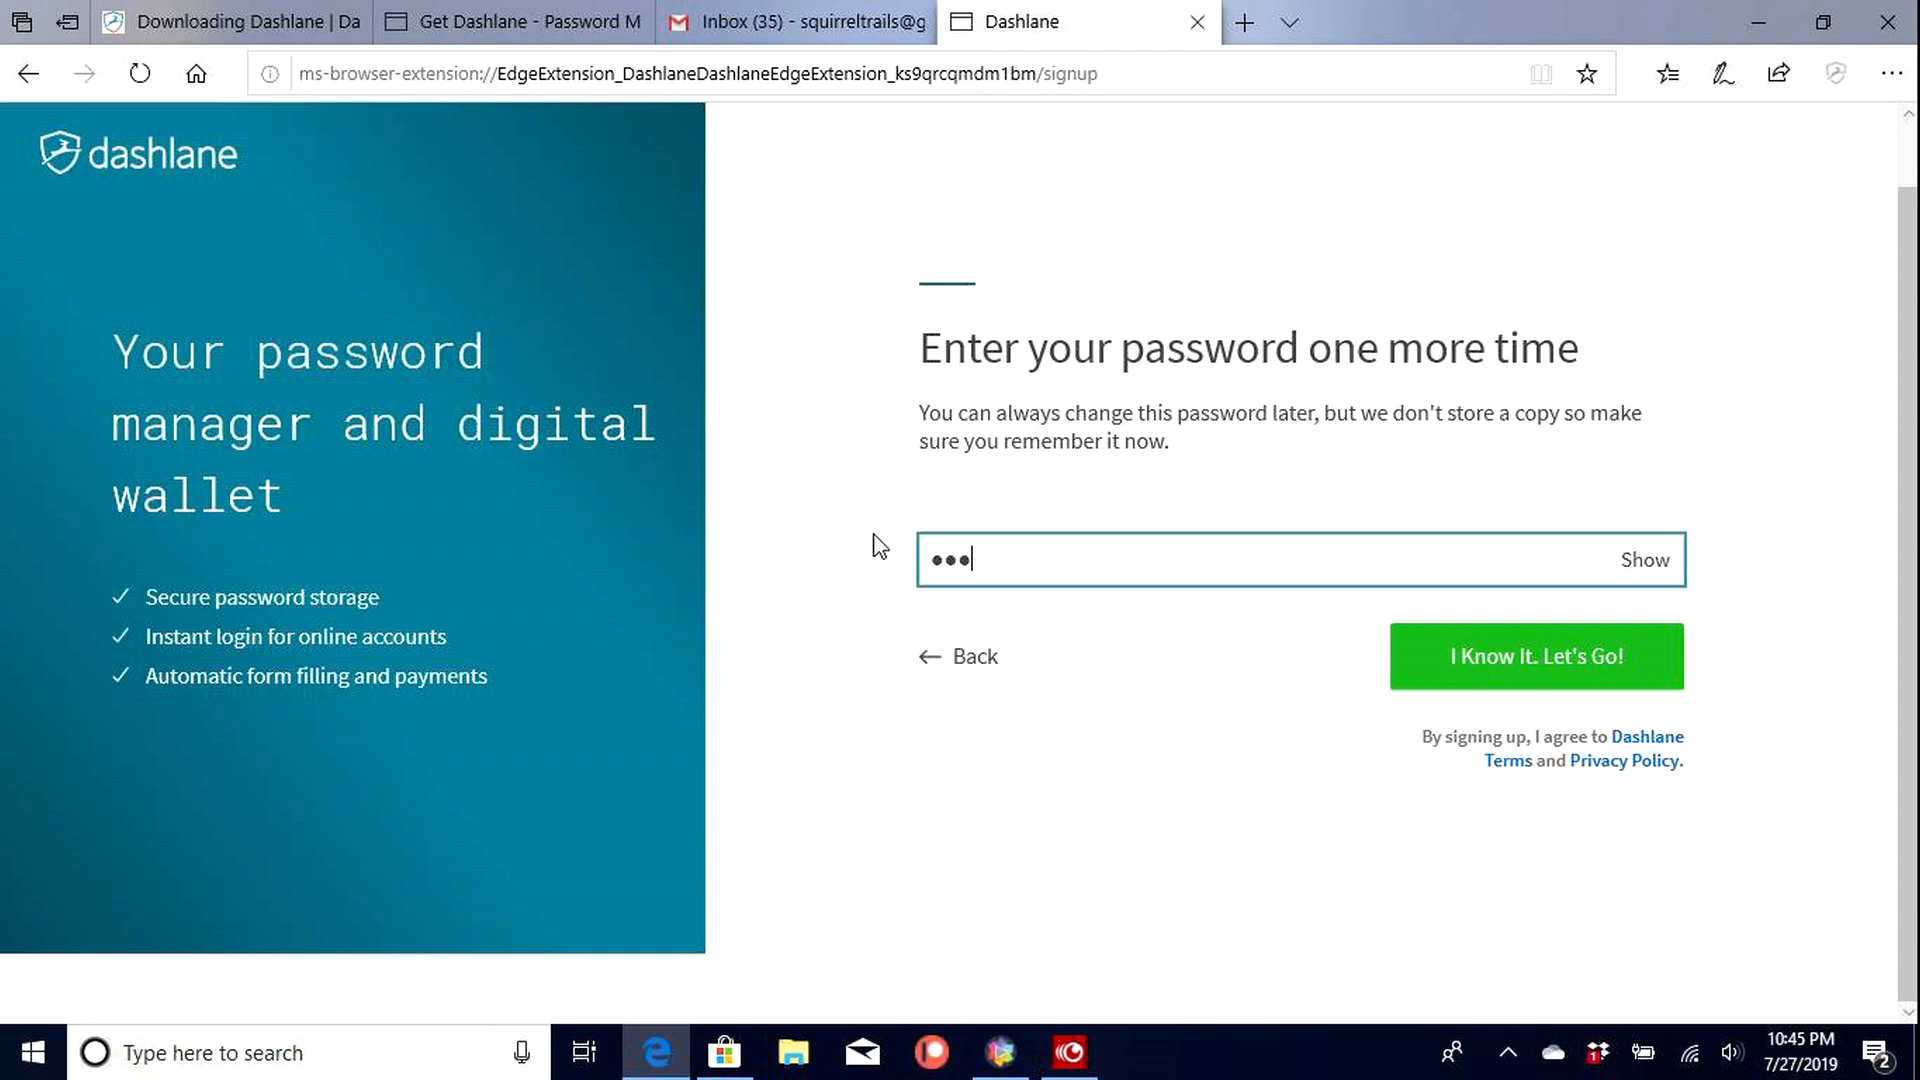 Downloading Dashlane | Da
Get Dashlane - Password M
Inbox (35) - squirreltrails@g
Dashlane
ms-browser-extension://EdgeExtension_DashlaneDashlaneEdgeExtension_ks9qrcqmdm1bm/signup
dashlane
Your password
manager and digital
wallet
✓ Secure password storage
✓ Instant login for online accounts
✓ Automatic form filling and payments
Enter your password one more time
You can always change this password later, but we don't store a copy so make
sure you remember it now.
●●●
Show
← Back
I Know It. Let's Go!
By signing up, I agree to Dashlane
Terms and Privacy Policy.
Type here to search
1
10:45 PM
7/27/2019
2